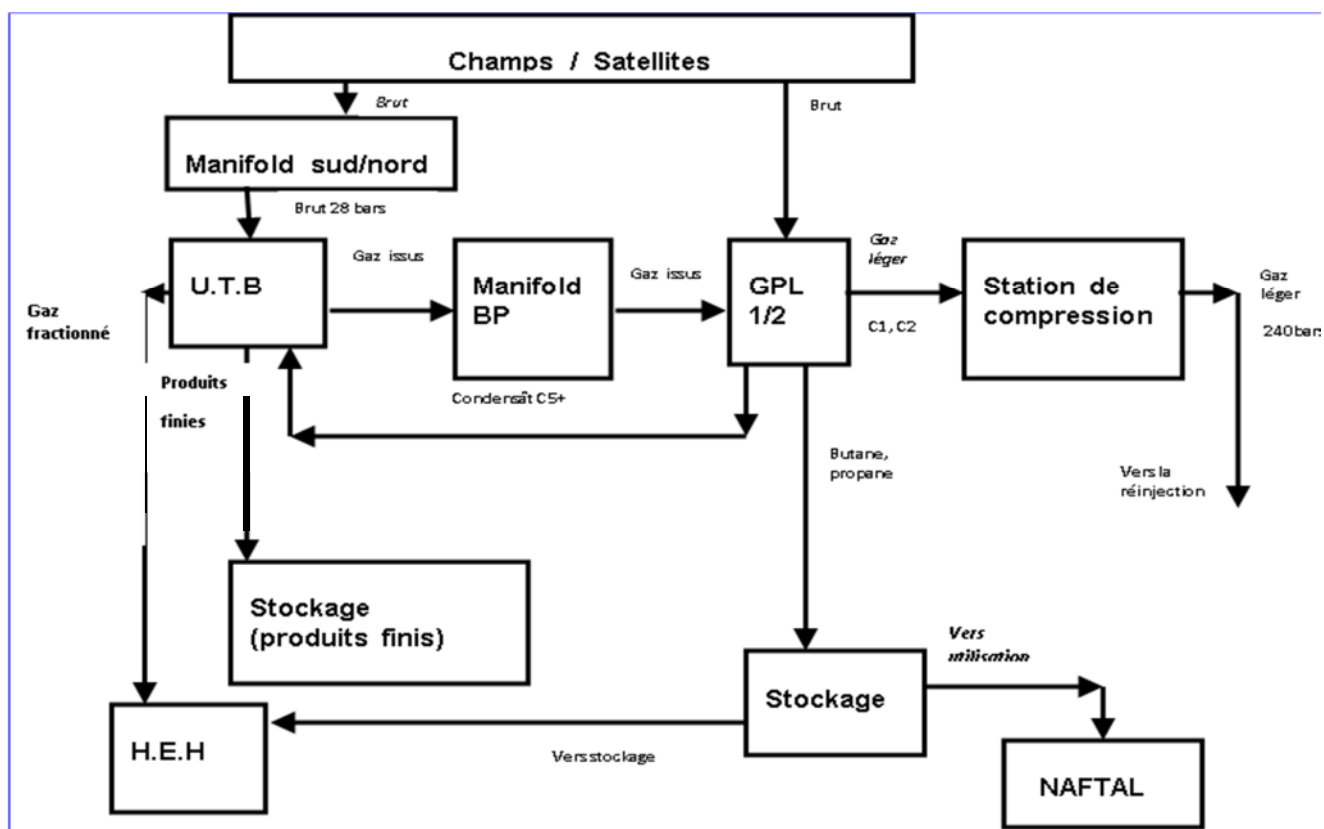 Champs / Satellites
Brut
Brut
Manifold sud/nord
Brut 28 bars
U.T.B
Gaz issus
Manifold
BP
Gaz issus
GPL
1/2
Gaz
léger
C1, C2
Station de
compression
Gaz
léger
240bars
Gaz
fractionné
Produits
finies
Condensât C5+
Butane,
propane
Vers la
réinjection
Stockage
(produits finis)
Vers
utilisation
Stockage
H.E.H
Vers stockage
NAFTAL